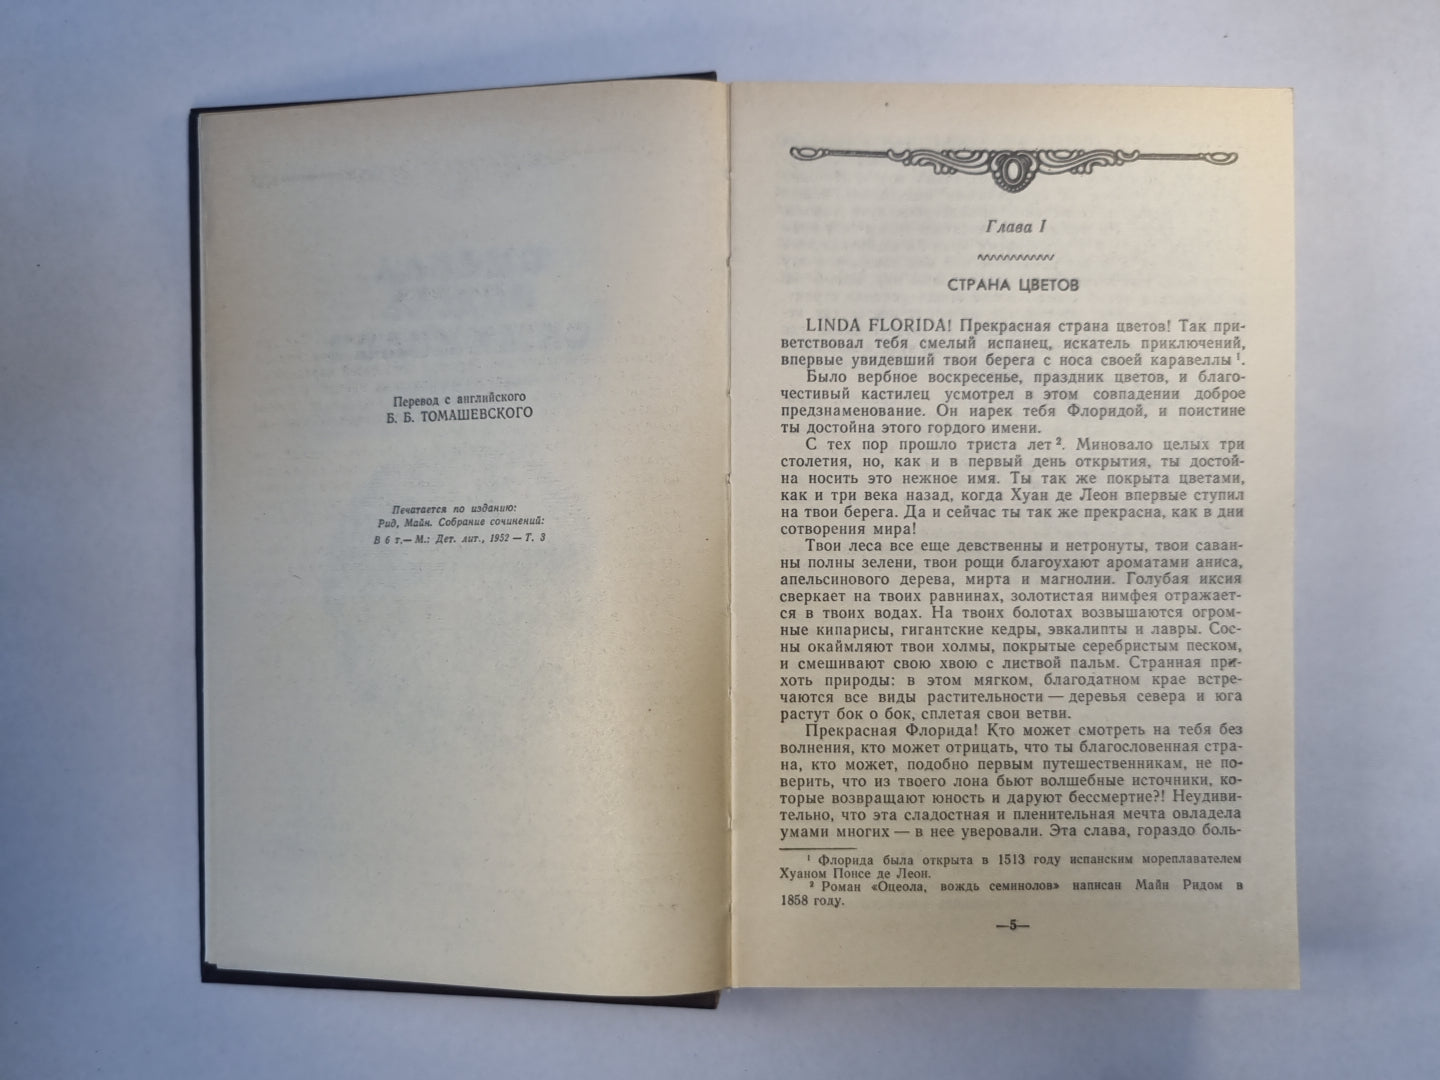 Перевод с английского
Б. Б. ТОМАШЕВСКОГО
Печатается по изданию:
Рид, Майн. Собрание сочинений:
В 6 т.— М.: Дет. лит., 1952 — Т. 3
Глава I
СТРАНА ЦВЕТОВ
LINDA FLORIDA! Прекрасная страна цветов! Так при-
ветствовал тебя смелый испанец, искатель приключений,
впервые увидевший твои берега с носа своей каравеллы ¹.
Было вербное воскресенье, праздник цветов, и благо-
честивый кастилец усмотрел в этом совпадении доброе
предзнаменование. Он нарек тебя Флоридой, и поистине
ты достойна этого гордого имени.
С тех пор прошло триста лет ². Миновало целых три
столетия, но, как и в первый день открытия, ты достой-
на носить это нежное имя. Ты так же покрыта цветами,
как и три века назад, когда Хуан де Леон впервые ступил
на твои берега. Да и сейчас ты так же прекрасна, как в дни
сотворения мира!
Твои леса все еще девственны и нетронуты, твои саван-
ны полны зелени, твои рощи благоухают ароматами аниса,
апельсинового дерева, мирта и магнолии. Голубая иксия
сверкает на твоих равнинах, золотистая нимфея отражает-
ся в твоих водах. На твоих болотах возвышаются огром-
ные кипарисы, гигантские кедры, эвкалипты и лавры. Сос-
ны окаймляют твои холмы, покрытые серебристым песком,
и смешивают свою хвою с листвой пальм. Странная при-
хоть природы: в этом мягком, благодатном крае встре-
чаются все виды растительности — деревья севера и юга
растут бок о бок, сплетая свои ветви.
Прекрасная Флорида! Кто может смотреть на тебя без
волнения, кто может отрицать, что ты благословенная стра-
на, кто может, подобно первым путешественникам, не по-
верить, что из твоего лона бьют волшебные источники, ко-
торые возвращают юность и даруют бессмертие?! Неудиви-
тельно, что эта сладостная и пленительная мечта овладела
умами многих — в нее уверовали. Эта слава, гораздо боль-
¹ Флорида была открыта в 1513 году испанским мореплавателем
Хуаном Понсе де Леон.
² Роман «Оцеола, вождь семинолов» написан Майн Ридом в
1858 году.
—5—